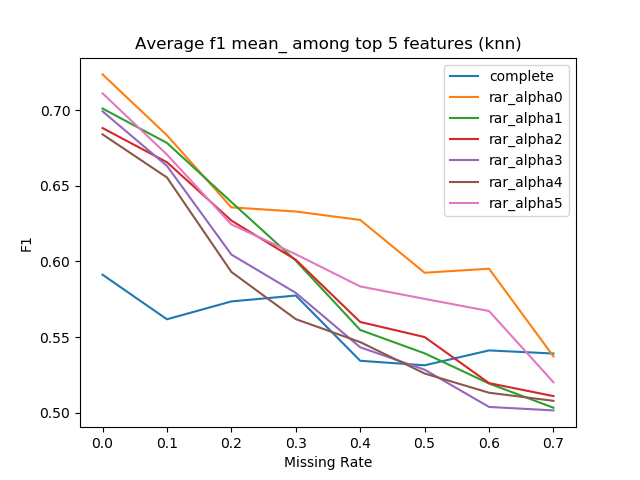 Average f1 mean_ among top 5 features (knn)
complete
rar_alpha0
rar_alpha1
rar_alpha2
rar_alpha3
rar_alpha4
rar_alpha5
0.70
0.65
0.60
0.55
0.50
F1
0.0 0.1 0.2 0.3 0.4 0.5 0.6 0.7
Missing Rate